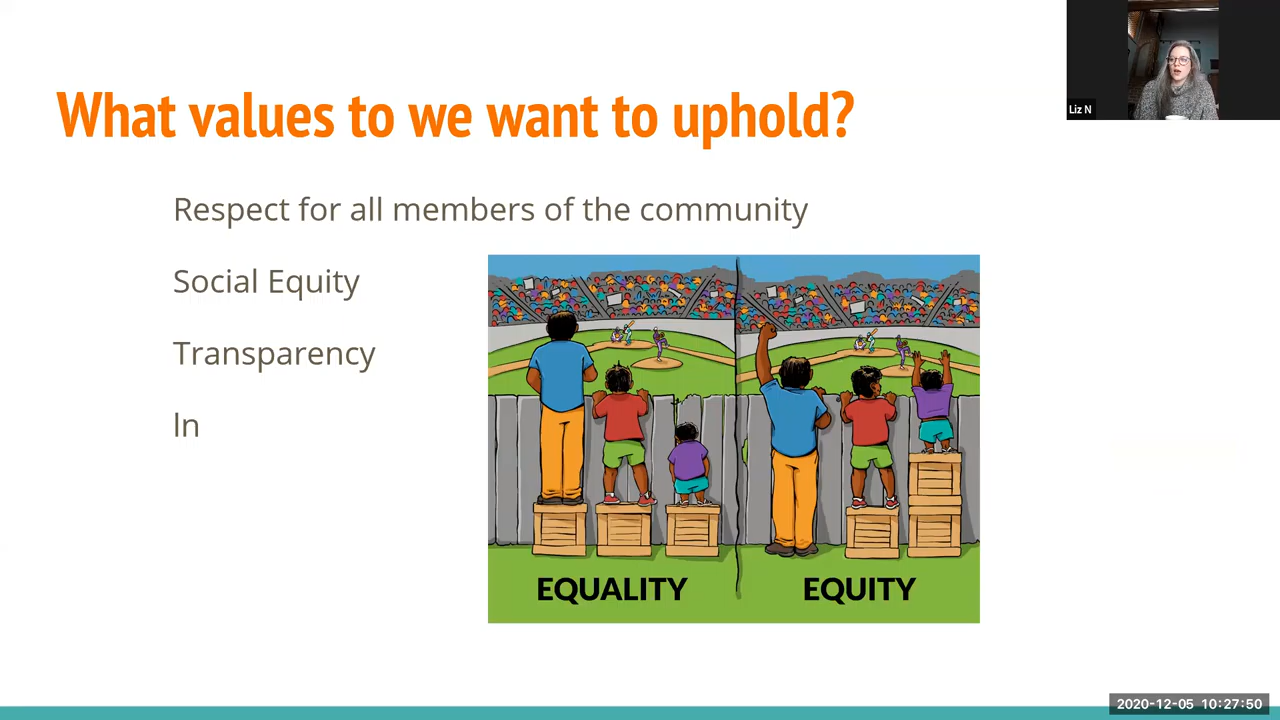 Liz N
What values to we want to uphold?
Respect for all members of the community
Social Equity
Transparency
In
EQUALITY
EQUITY
2020-12-05 10:27:50